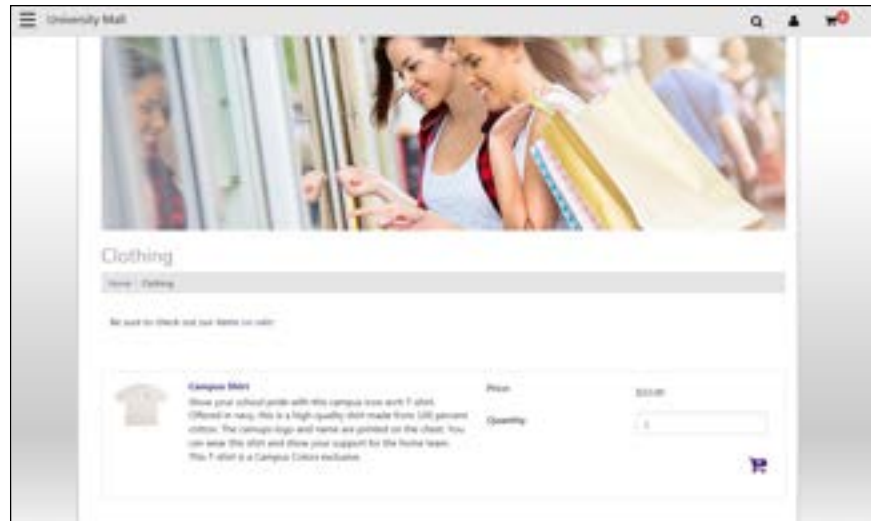 University Mall
0
Clothing
Home / Clothing
Be sure to check out our items on sale!
Campus Shirt
Show your school pride with this campus icon worn T-shirt.
Offered in navy, this is a high quality shirt made from 100 percent
cotton. The campus logo and name are printed on the chest. You
can wear this shirt and show your support for the home team.
This T-shirt is a Campus Colors exclusive.
Price:
Quantity:
1